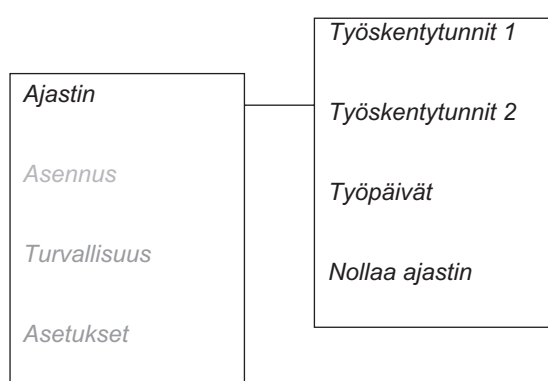 Ajastin
Asennus
Turvallisuus
Asetukset
Työskentytunnit 1
Työskentytunnit 2
Työpäivät
Nollaa ajastin